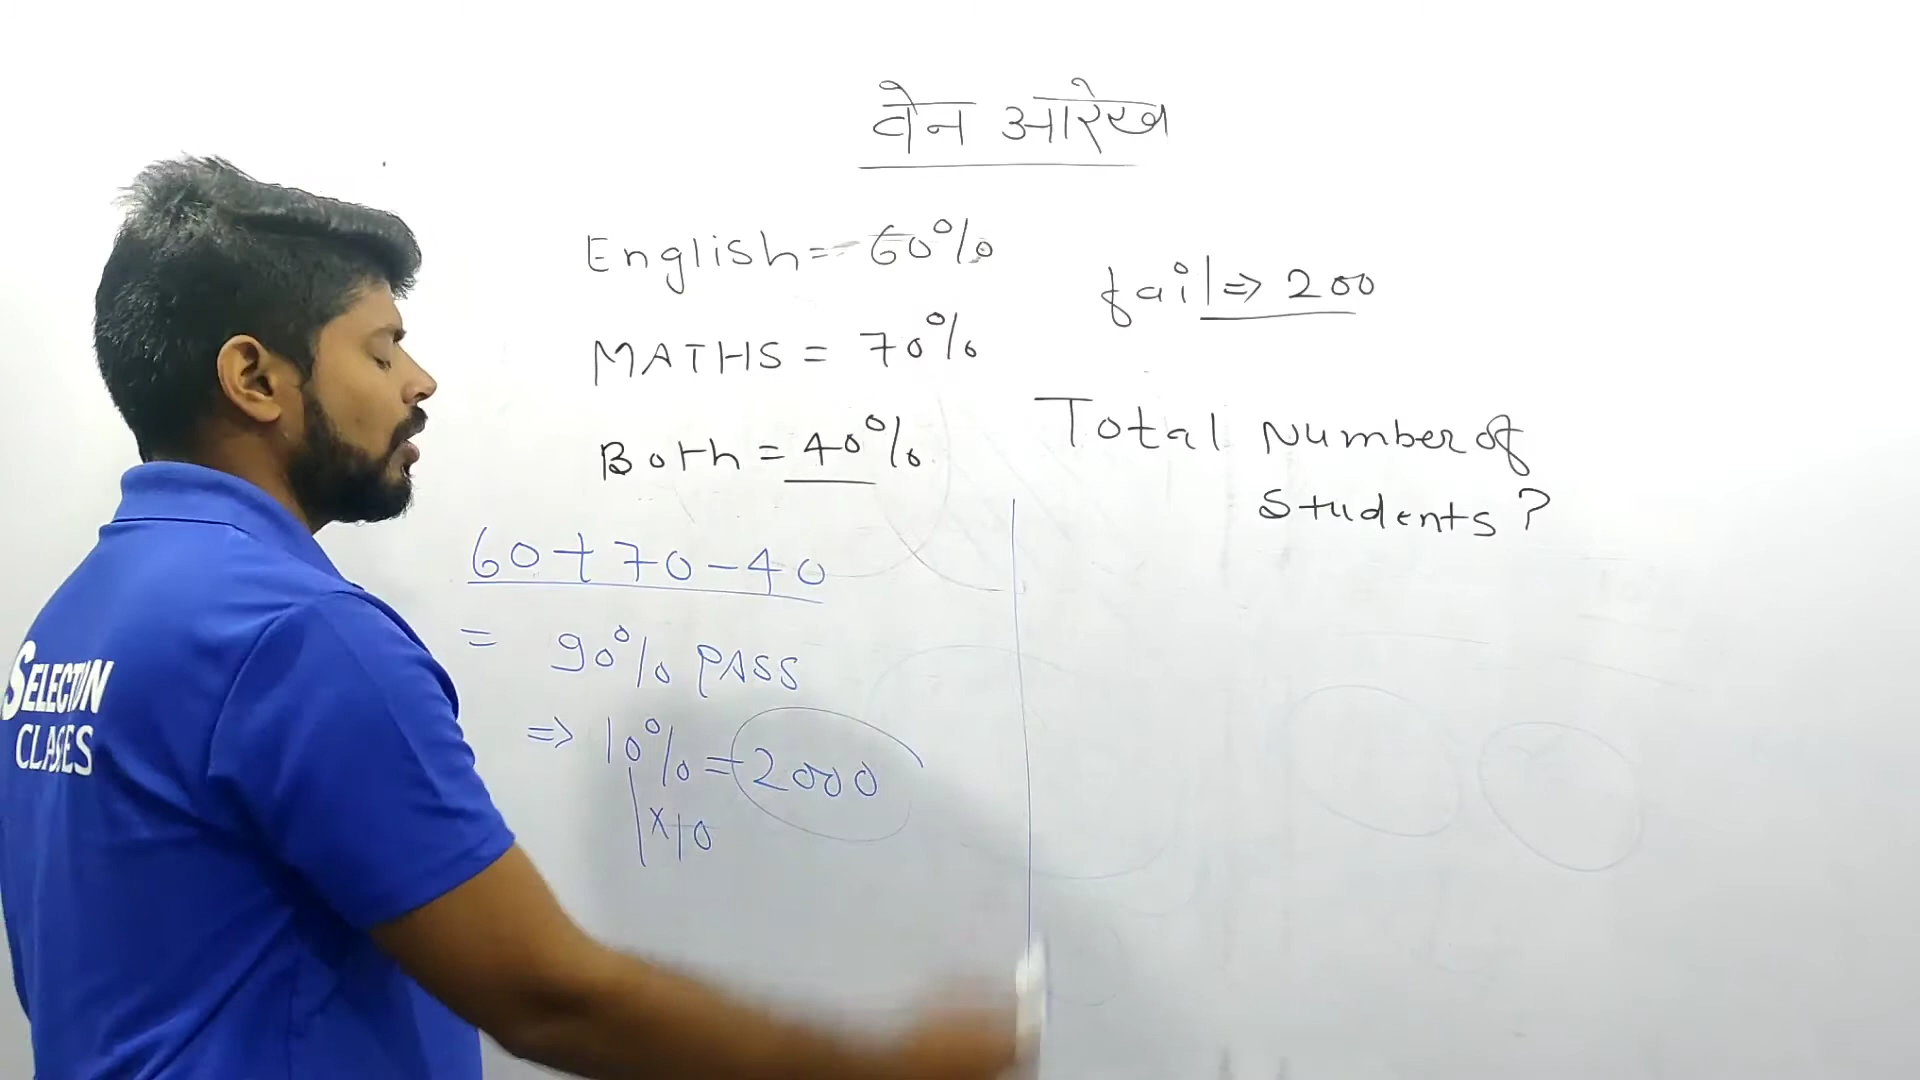 वेन आरेख
English = 60%
MATHS = 70%
Both = 40%
fail ⇒ 200
Total Number of
Students?
60 + 70 - 40
= 90% PASS
⇒ 10% = 2000
×10
SELECTION
CLASSES